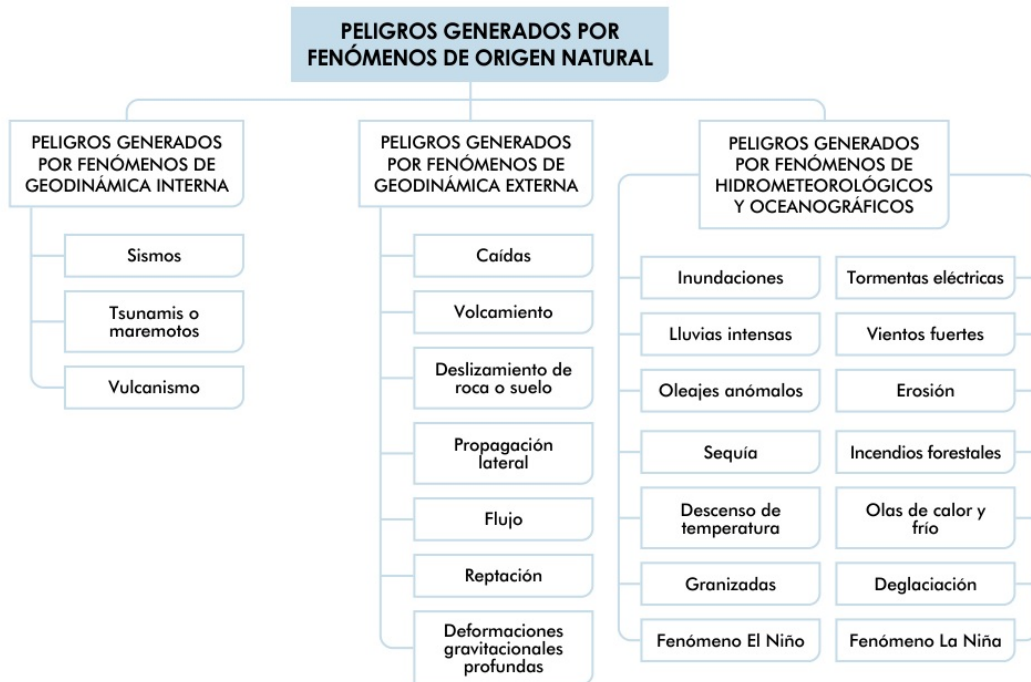 PELIGROS GENERADOS POR
FENÓMENOS DE ORIGEN NATURAL
PELIGROS GENERADOS
POR FENÓMENOS DE
GEODINÁMICA INTERNA
Sismos
Tsunamis o
maremotos
Vulcanismo
PELIGROS GENERADOS
POR FENÓMENOS DE
GEODINÁMICA EXTERNA
Caídas
Volcamiento
Deslizamiento de
roca o suelo
Propagación
lateral
Flujo
Reptación
Deformaciones
gravitacionales
profundas
PELIGROS GENERADOS
POR FENÓMENOS DE
HIDROMETEOROLÓGICOS
Y OCEANOGRÁFICOS
Inundaciones
Lluvias intensas
Oleajes anómalos
Sequía
Descenso de
temperatura
Granizadas
Fenómeno El Niño
Tormentas eléctricas
Vientos fuertes
Erosión
Incendios forestales
Olas de calor y
frío
Deglaciación
Fenómeno La Niña